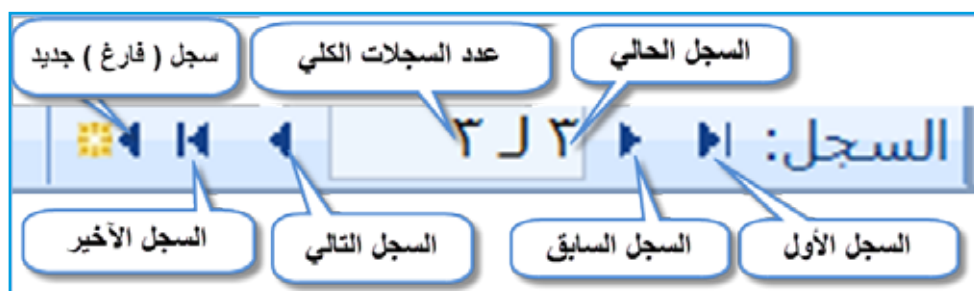 السجل الحالي
عدد السجلات الكلي
سجل ( فارغ ) جديد
السجل: ٣ لـ ٣
السجل الأول
السجل السابق
السجل التالي
السجل الآخير